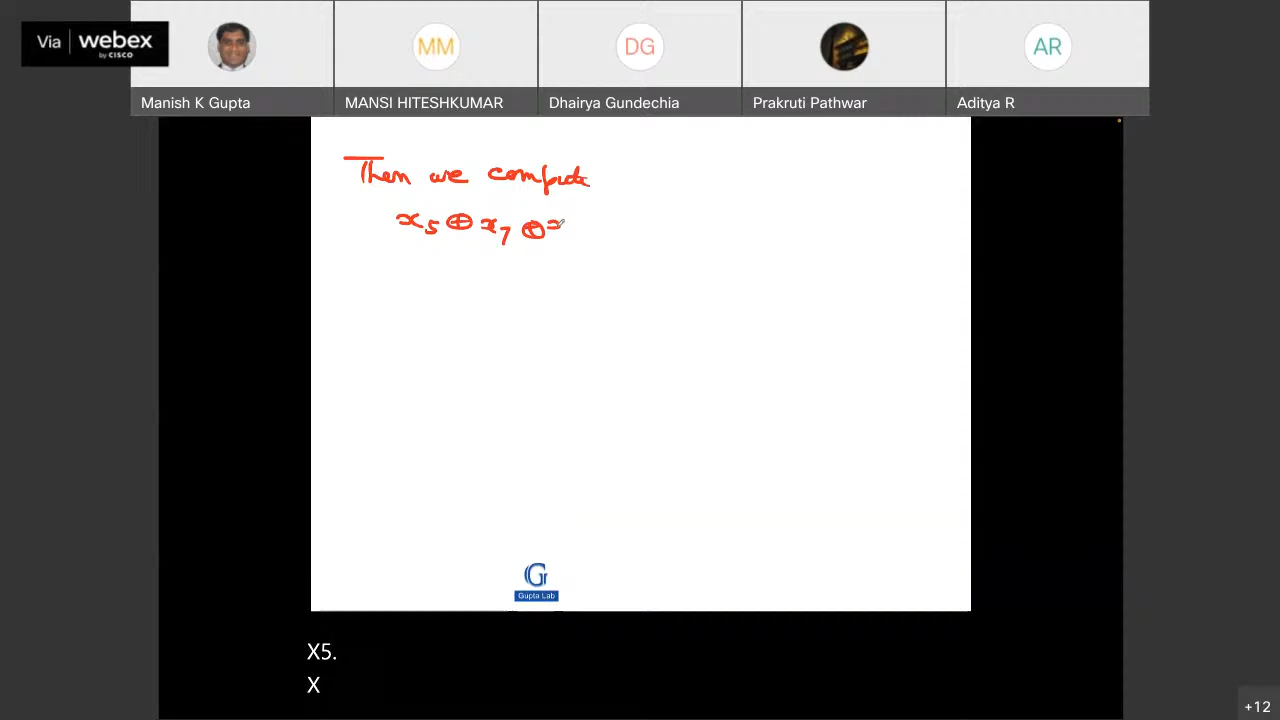 Via webex
by CISCO
MM
DG
AR
Manish K Gupta
MANSI HITESHKUMAR
Dhairya Gundechia
Prakruti Pathwar
Aditya R
Then we compute
x₅ ⊕ x₇ ⊕ x
G
Gupta Lab
X5.
X
+12